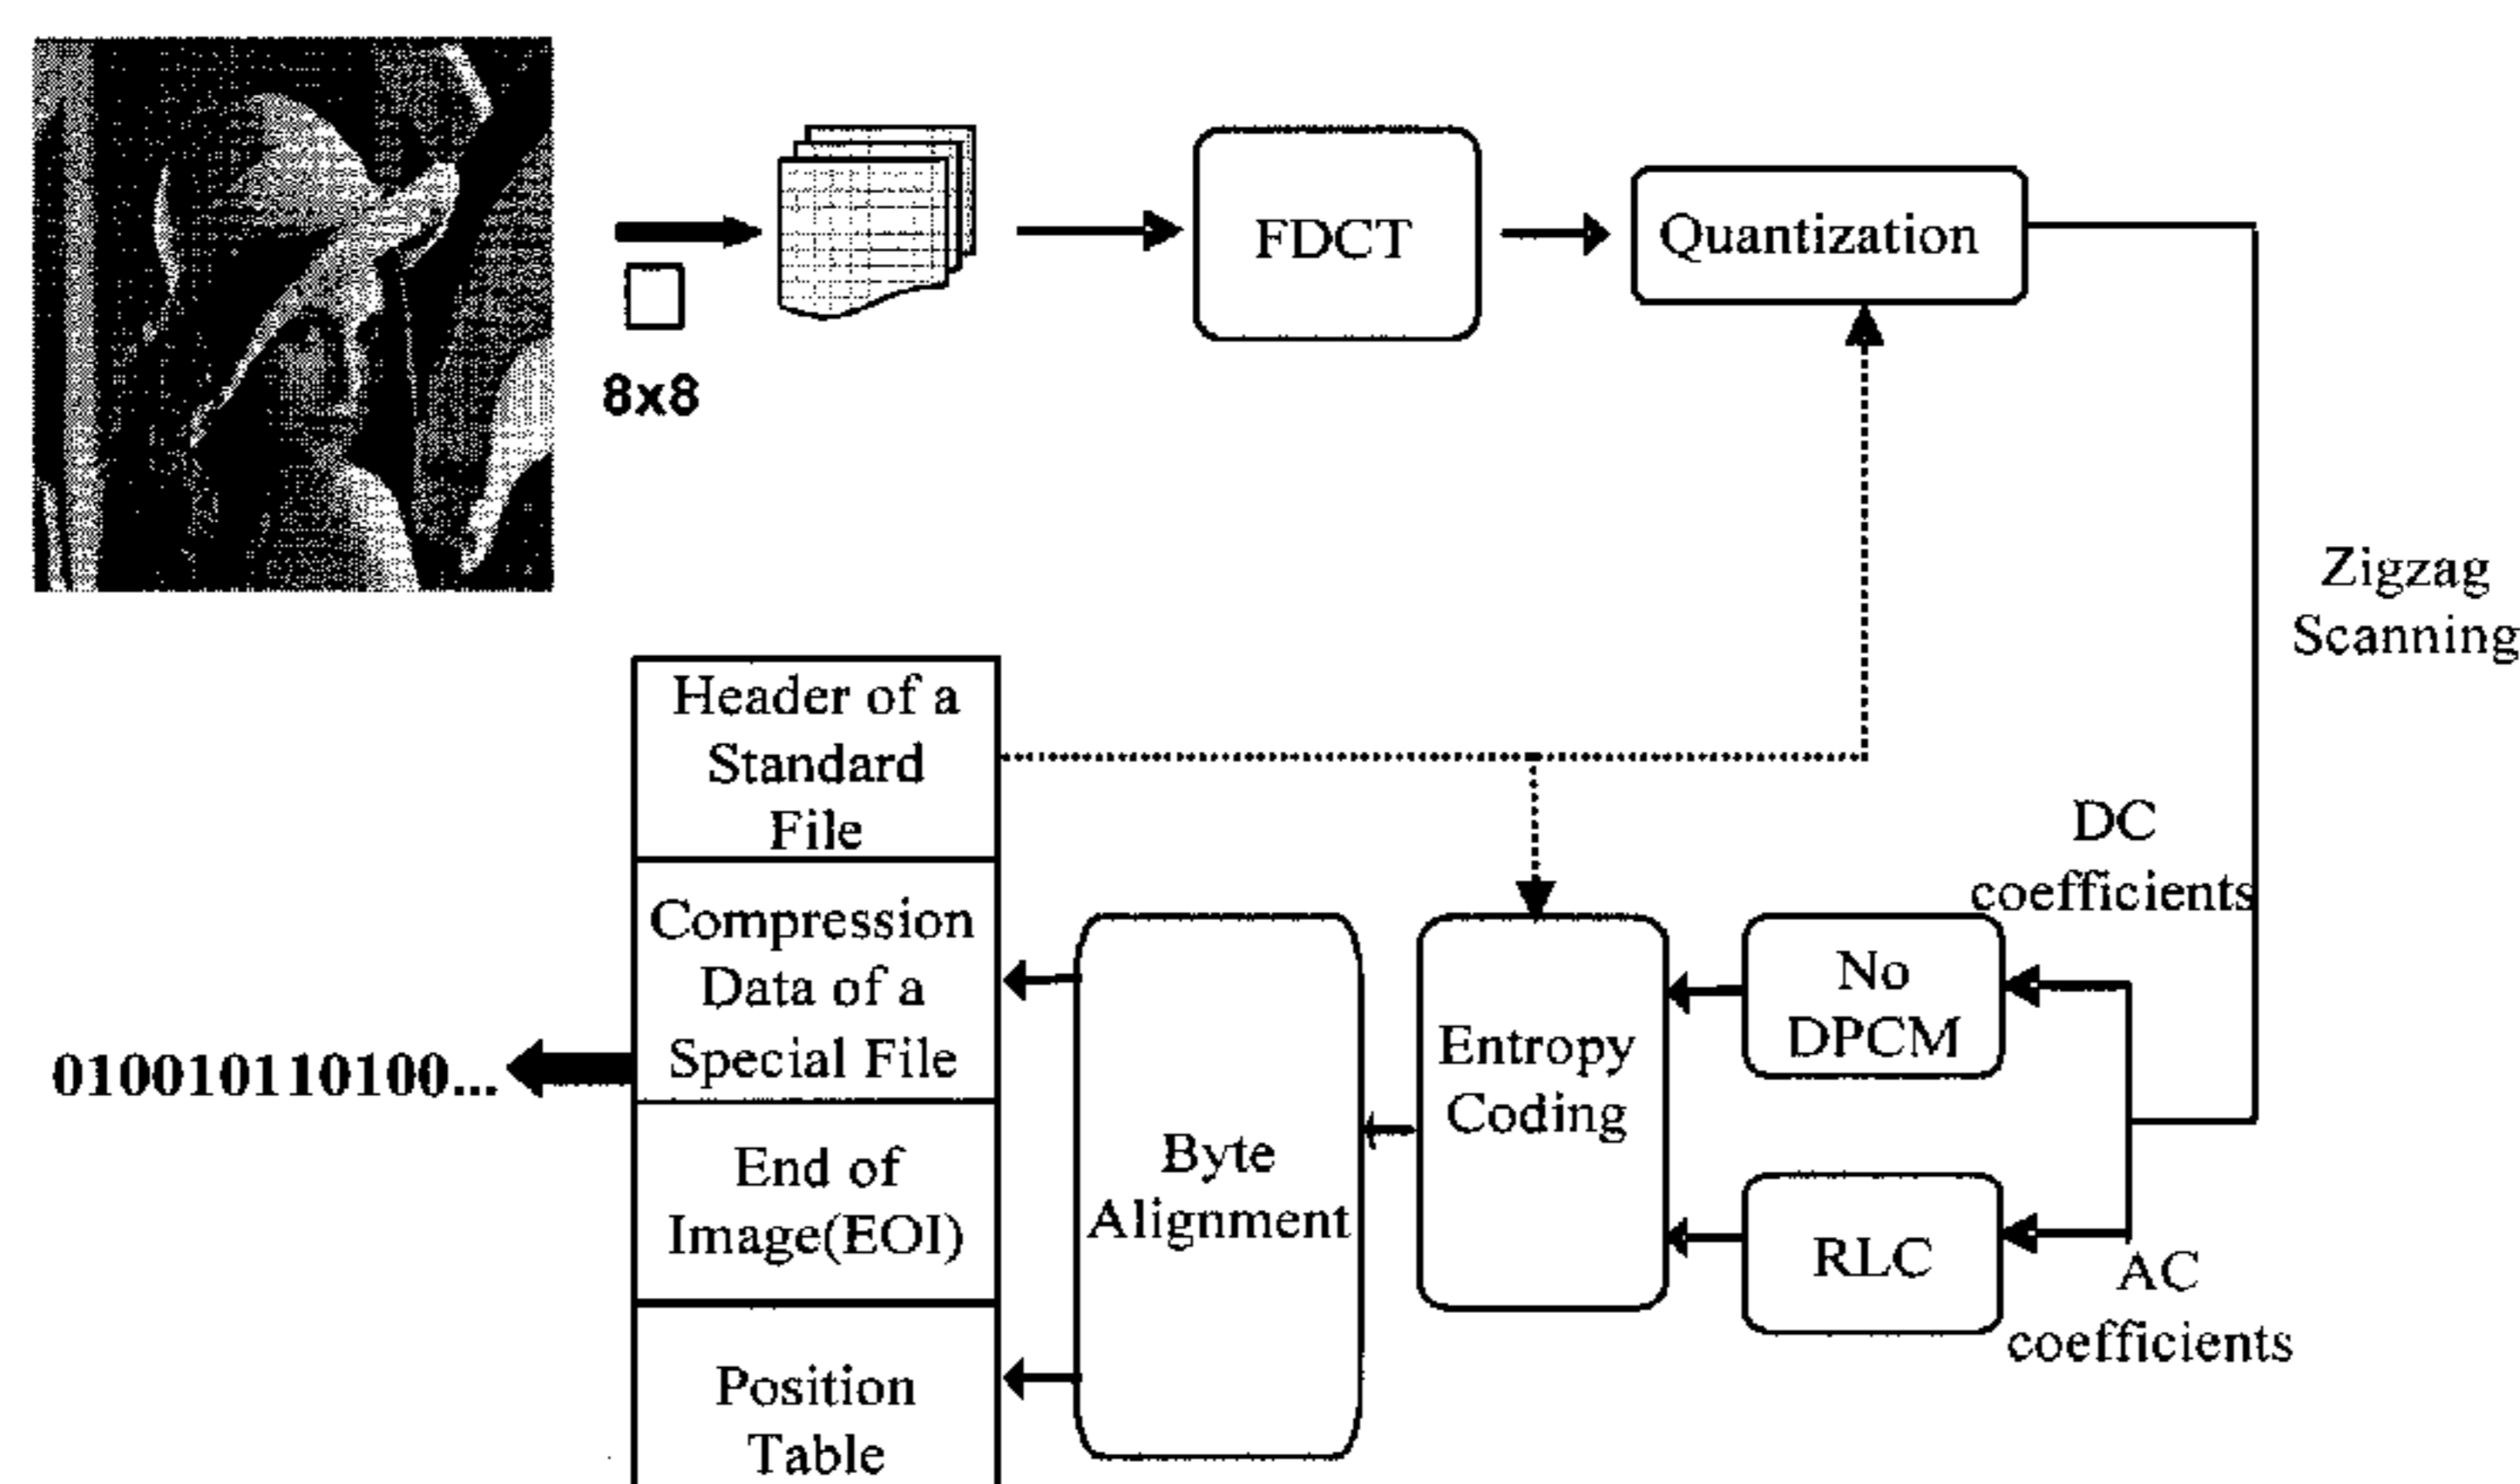 8x8
FDCT
Quantization
Zigzag
Scanning
Header of a
Standard
File
Compression
Data of a
Special File
End of
Image(EOI)
Position
Table
010010110100...
Byte
Alignment
Entropy
Coding
DC
coefficients
No
DPCM
RLC
AC
coefficients